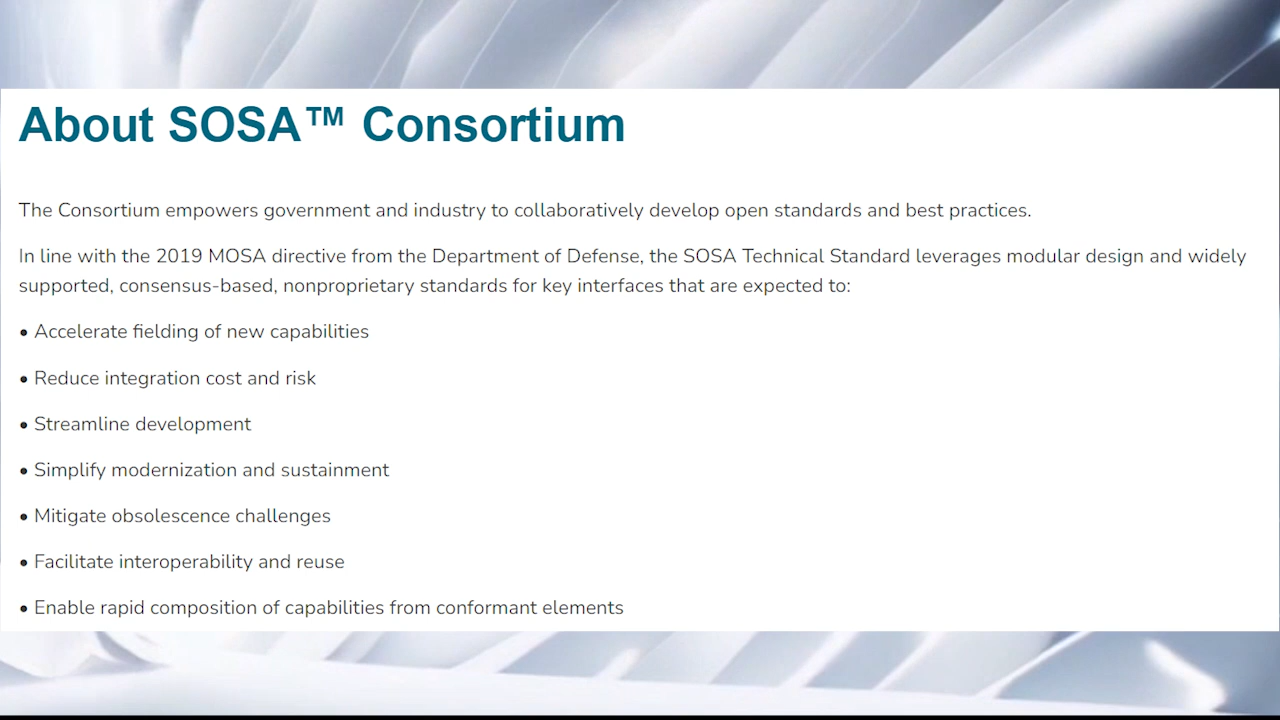 About SOSA™ Consortium
The Consortium empowers government and industry to collaboratively develop open standards and best practices.
In line with the 2019 MOSA directive from the Department of Defense, the SOSA Technical Standard leverages modular design and widely
supported, consensus-based, nonproprietary standards for key interfaces that are expected to:
• Accelerate fielding of new capabilities
• Reduce integration cost and risk
• Streamline development
• Simplify modernization and sustainment
• Mitigate obsolescence challenges
• Facilitate interoperability and reuse
• Enable rapid composition of capabilities from conformant elements